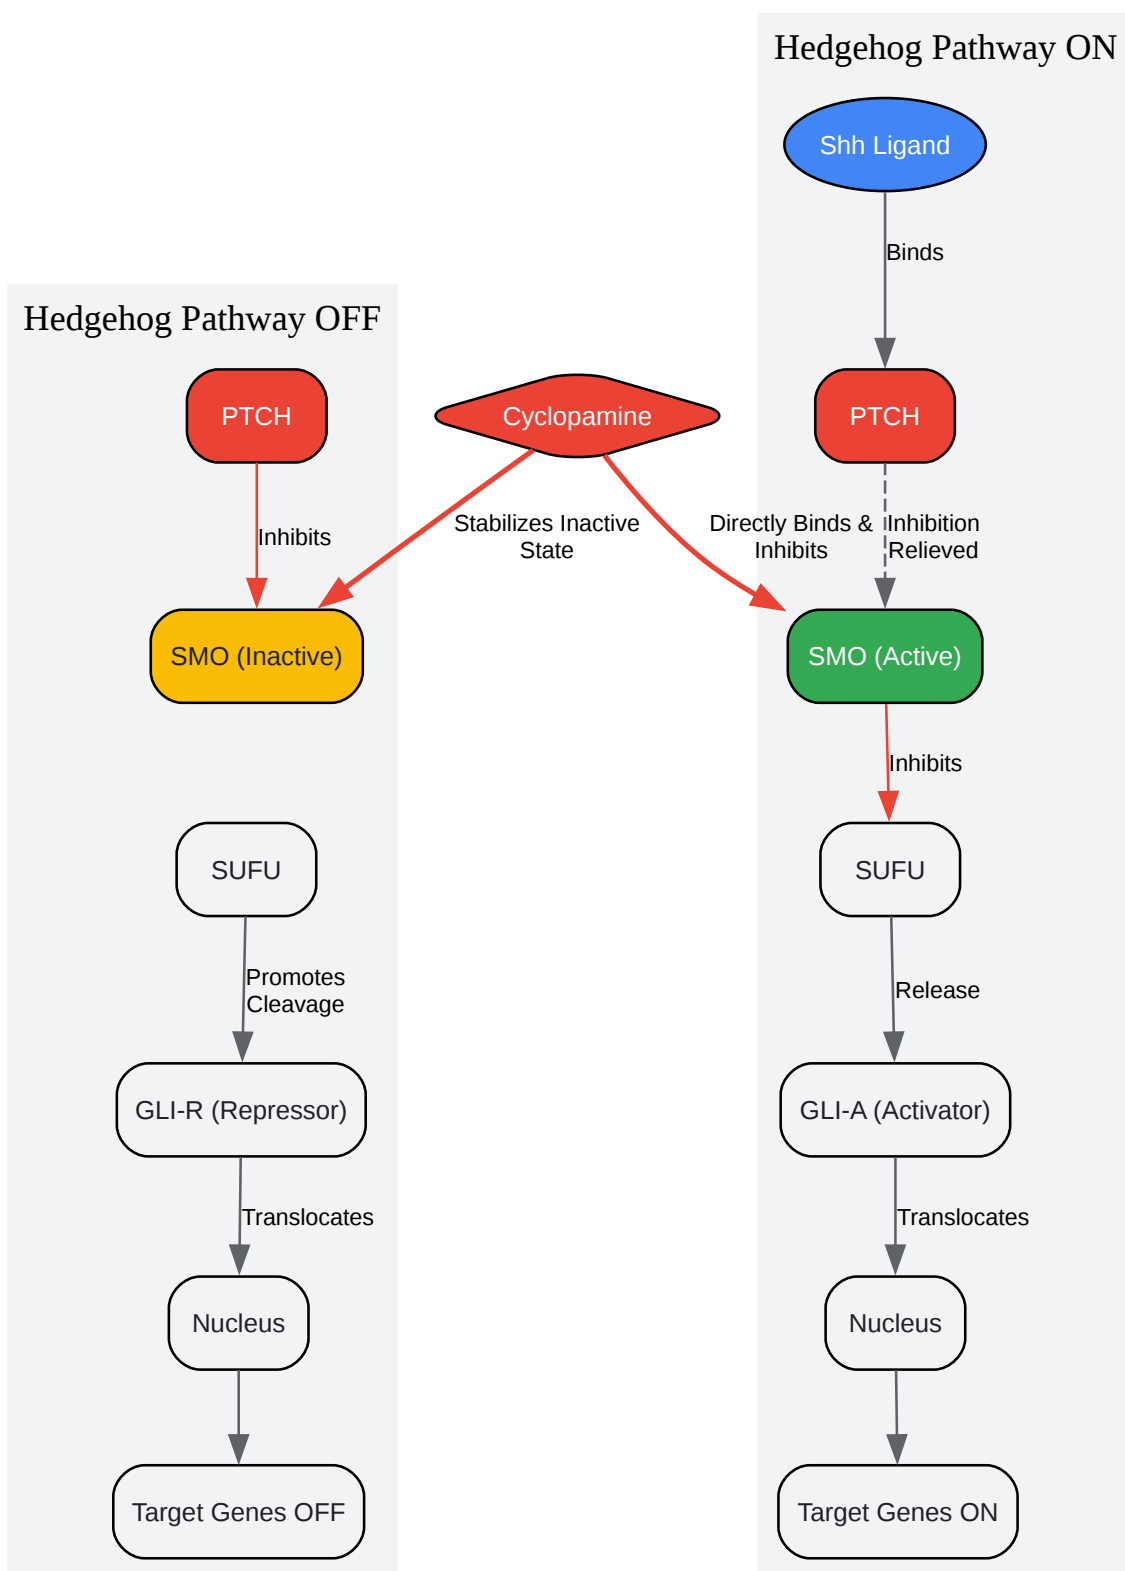 Hedgehog Pathway ON
Shh Ligand
Binds
Hedgehog Pathway OFF
PTCH
Cyclopamine
PTCH
Inhibits
Stabilizes Inactive
State
Directly Binds &
Inhibits
Inhibition
Relieved
SMO (Inactive)
SMO (Active)
Inhibits
SUFU
SUFU
Promotes
Cleavage
Release
GLI-R (Repressor)
GLI-A (Activator)
Translocates
Translocates
Nucleus
Nucleus
Target Genes OFF
Target Genes ON